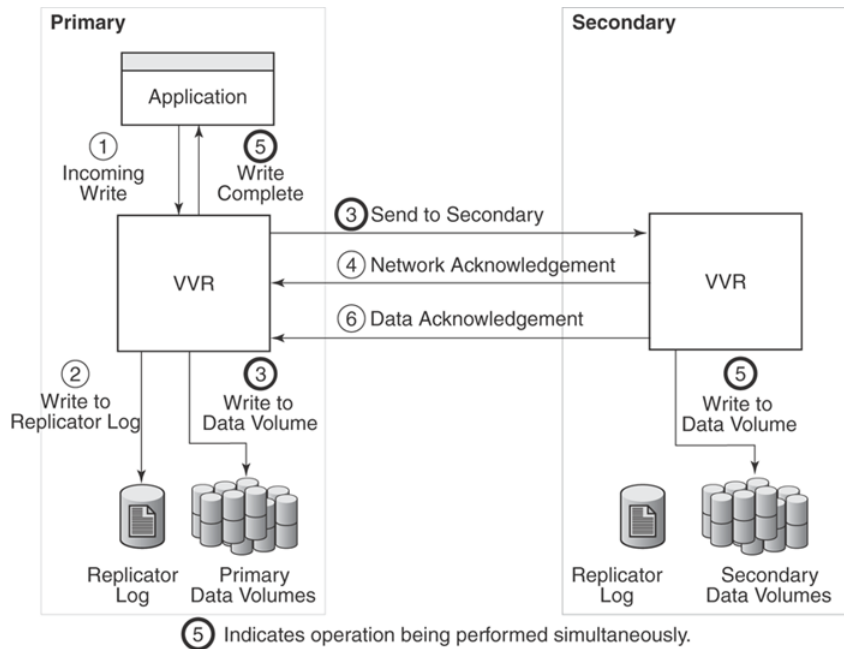 Primary
Secondary
Application
1
Incoming
Write
5
Write
Complete
3 Send to Secondary
4 Network Acknowledgement
6 Data Acknowledgement
VVR
VVR
2
Write to
Replicator Log
3
Write to
Data Volume
5
Write to
Data Volume
Replicator
Log
Primary
Data Volumes
Replicator
Log
Secondary
Data Volumes
5 Indicates operation being performed simultaneously.